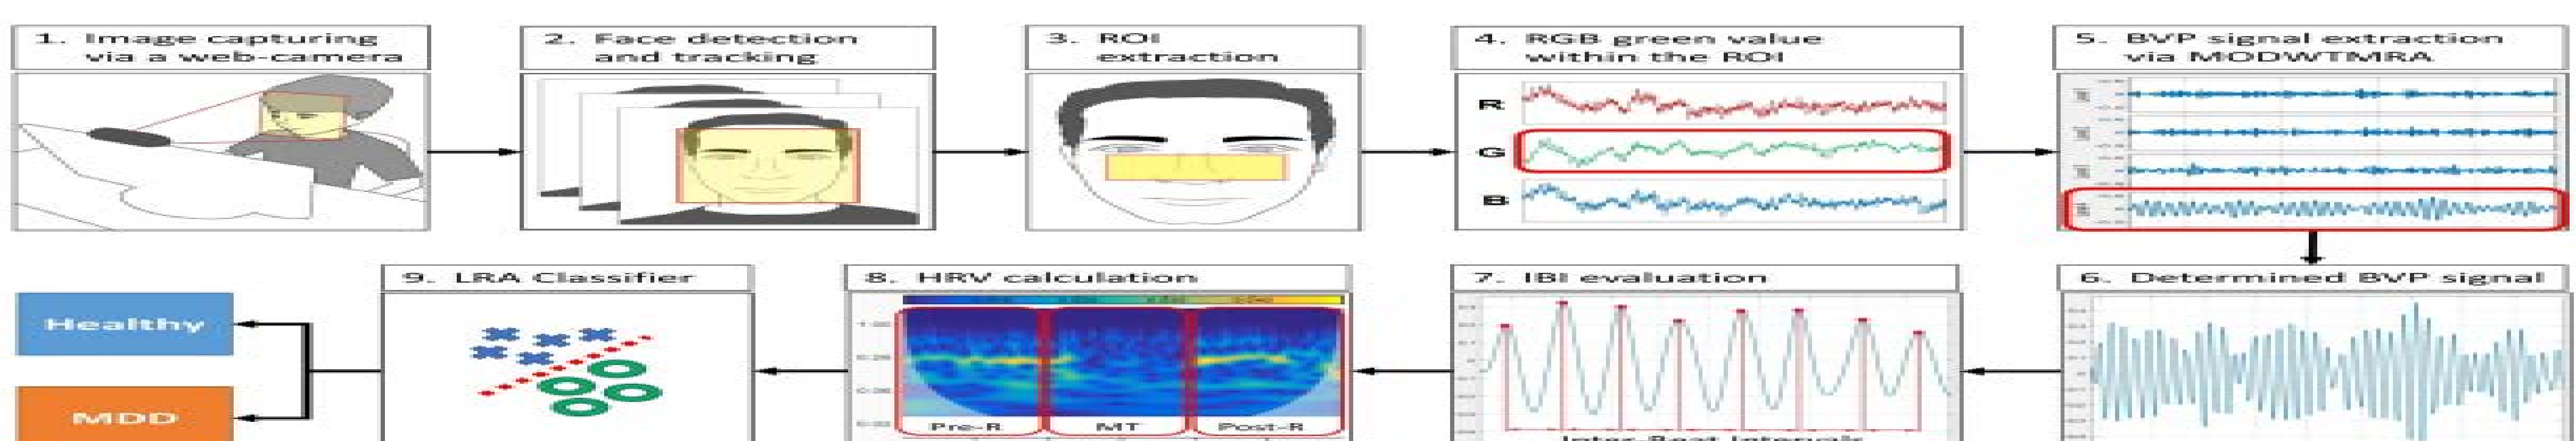 1. Image capturing
via a web-camera
2. Face detection
and tracking
3. ROI
extraction
4. RGB green value
within the ROI
R
G
B
5. BVP signal extraction
via MODWTMRA
6. Determined BVP signal
7. IBI evaluation
Inter-Beat Intervals
8. HRV calculation
Pre-R MT Post-R
9. LRA Classifier
Healthy
MDD